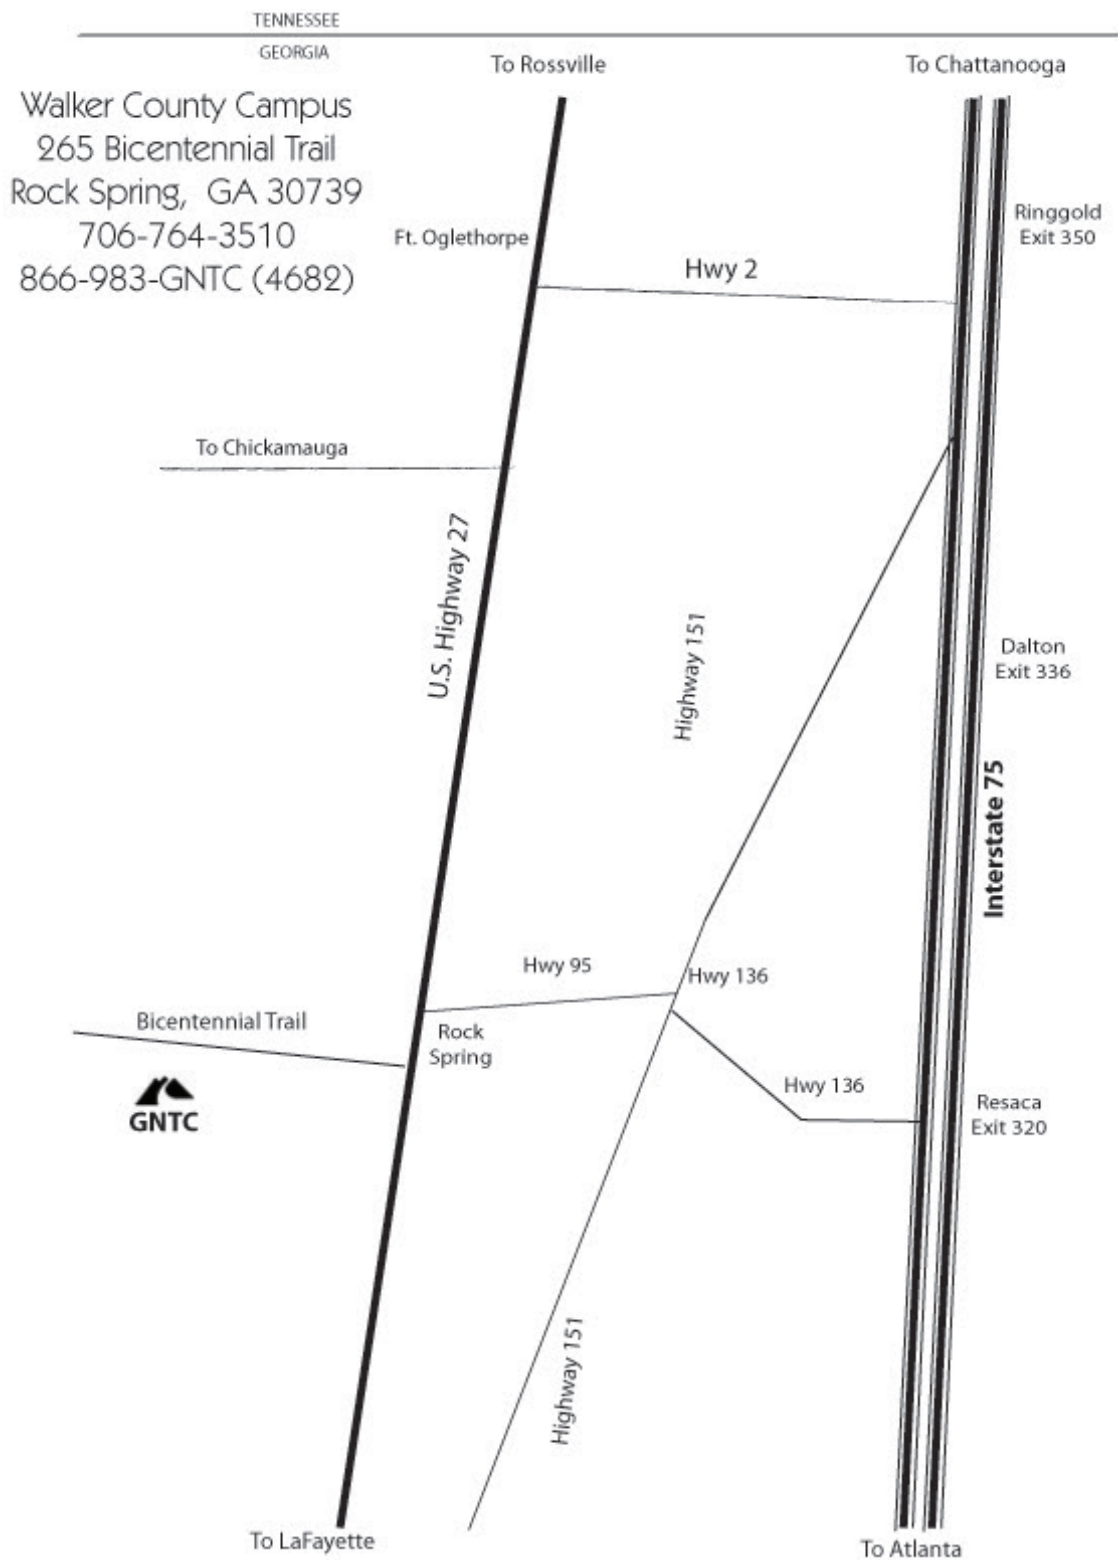 TENNESSEE
GEORGIA
To Rossville
To Chattanooga
Walker County Campus
265 Bicentennial Trail
Rock Spring, GA 30739
706-764-3510
866-983-GNTC (4682)
Ft. Oglethorpe
Ringgold
Exit 350
Hwy 2
To Chickamauga
U.S. Highway 27
Highway 151
Dalton
Exit 336
Interstate 75
Hwy 95
Hwy 136
Bicentennial Trail
Rock
Spring
GNTC
Hwy 136
Resaca
Exit 320
Highway 151
To LaFayette
To Atlanta